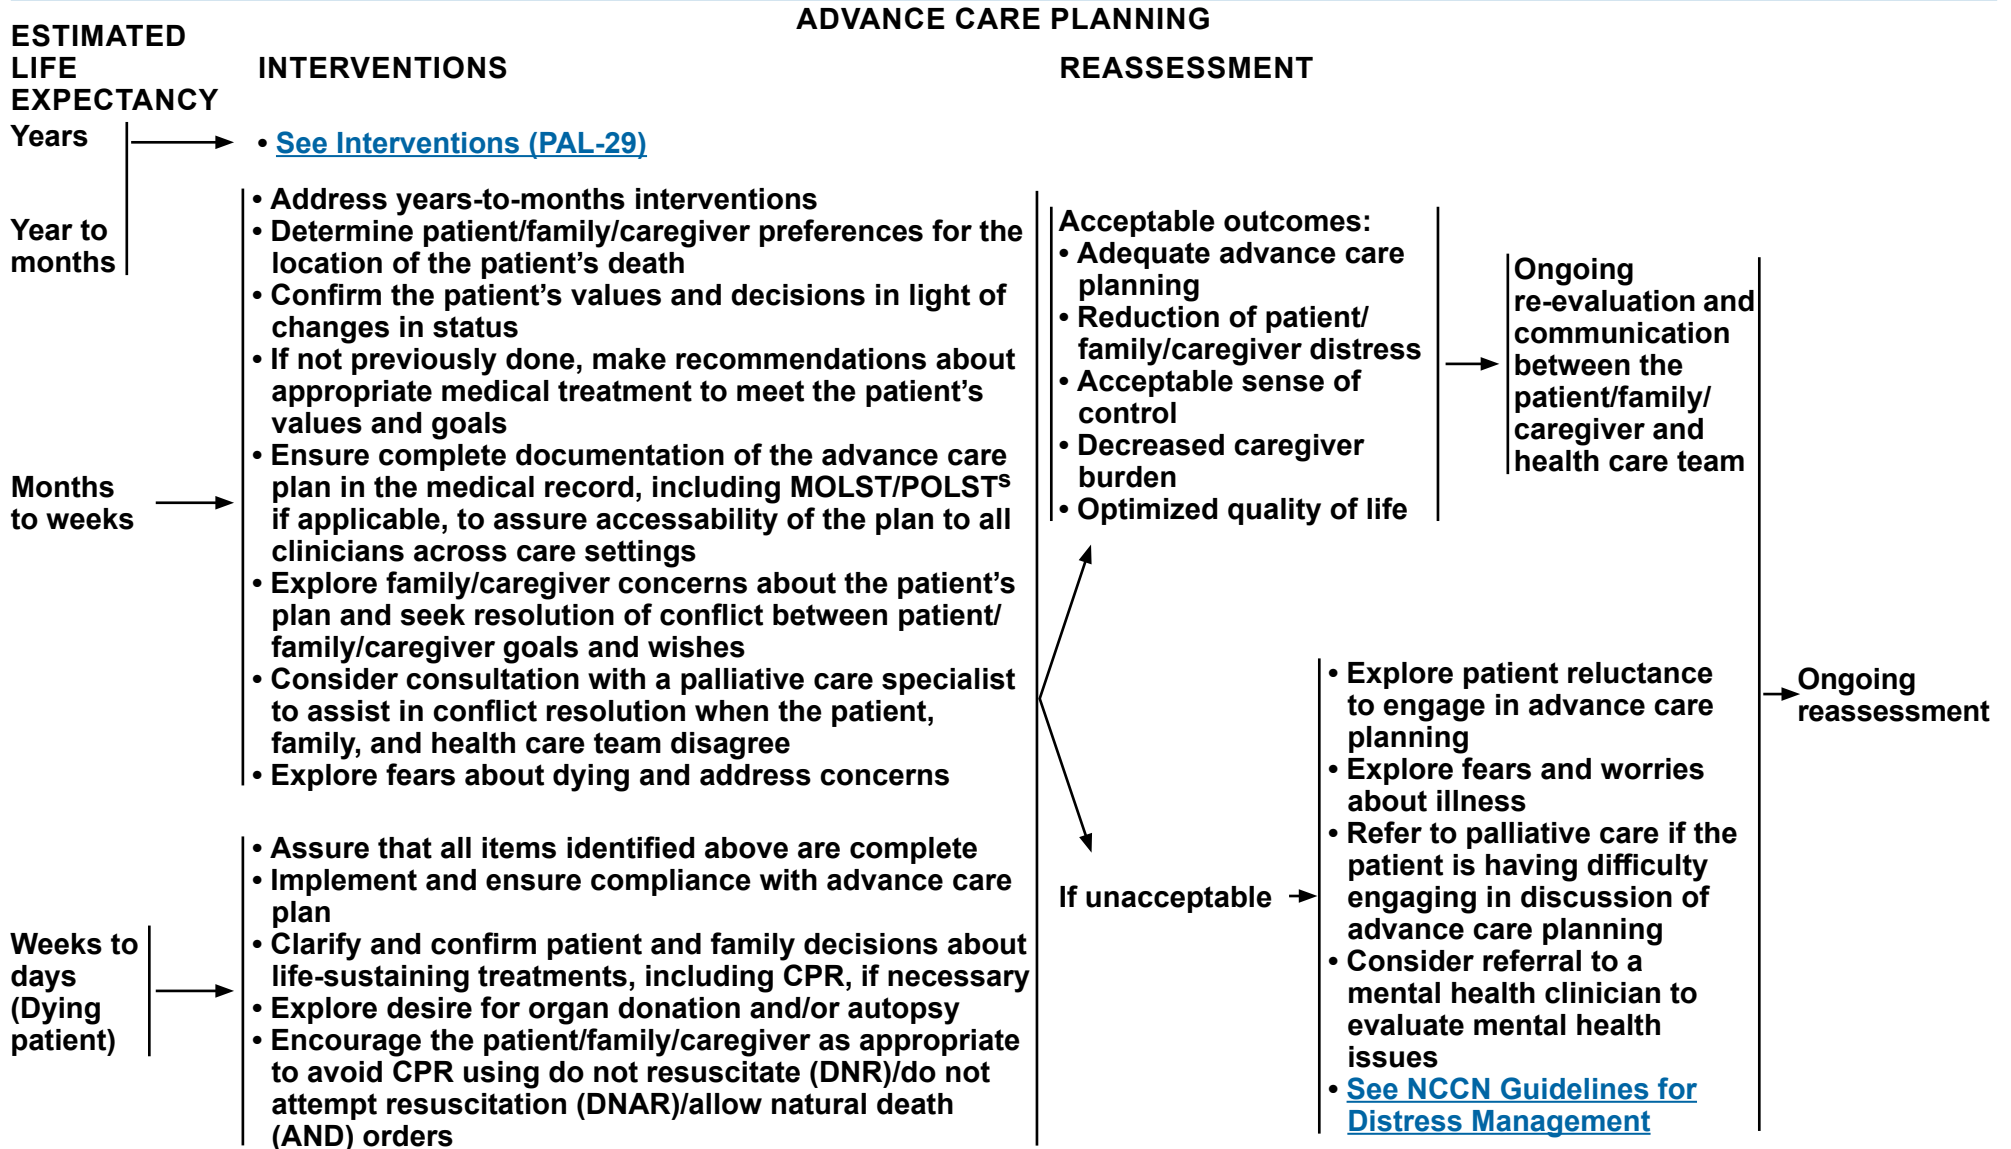 ADVANCE CARE PLANNING
ESTIMATED
LIFE
EXPECTANCY
INTERVENTIONS
REASSESSMENT
Years
• See Interventions (PAL-29)
Year to
months
Months
to weeks
• Address years-to-months interventions
• Determine patient/family/caregiver preferences for the
location of the patient’s death
• Confirm the patient’s values and decisions in light of
changes in status
• If not previously done, make recommendations about
appropriate medical treatment to meet the patient’s
values and goals
• Ensure complete documentation of the advance care
plan in the medical record, including MOLST/POLSTˢ
if applicable, to assure accessability of the plan to all
clinicians across care settings
• Explore family/caregiver concerns about the patient’s
plan and seek resolution of conflict between patient/
family/caregiver goals and wishes
• Consider consultation with a palliative care specialist
to assist in conflict resolution when the patient,
family, and health care team disagree
• Explore fears about dying and address concerns
Weeks to
days
(Dying
patient)
• Assure that all items identified above are complete
• Implement and ensure compliance with advance care
plan
• Clarify and confirm patient and family decisions about
life-sustaining treatments, including CPR, if necessary
• Explore desire for organ donation and/or autopsy
• Encourage the patient/family/caregiver as appropriate
to avoid CPR using do not resuscitate (DNR)/do not
attempt resuscitation (DNAR)/allow natural death
(AND) orders
Acceptable outcomes:
• Adequate advance care
planning
• Reduction of patient/
family/caregiver distress
• Acceptable sense of
control
• Decreased caregiver
burden
• Optimized quality of life
Ongoing
re-evaluation and
communication
between the
patient/family/
caregiver and
health care team
If unacceptable
• Explore patient reluctance
to engage in advance care
planning
• Explore fears and worries
about illness
• Refer to palliative care if the
patient is having difficulty
engaging in discussion of
advance care planning
• Consider referral to a
mental health clinician to
evaluate mental health
issues
• See NCCN Guidelines for
Distress Management
Ongoing
reassessment